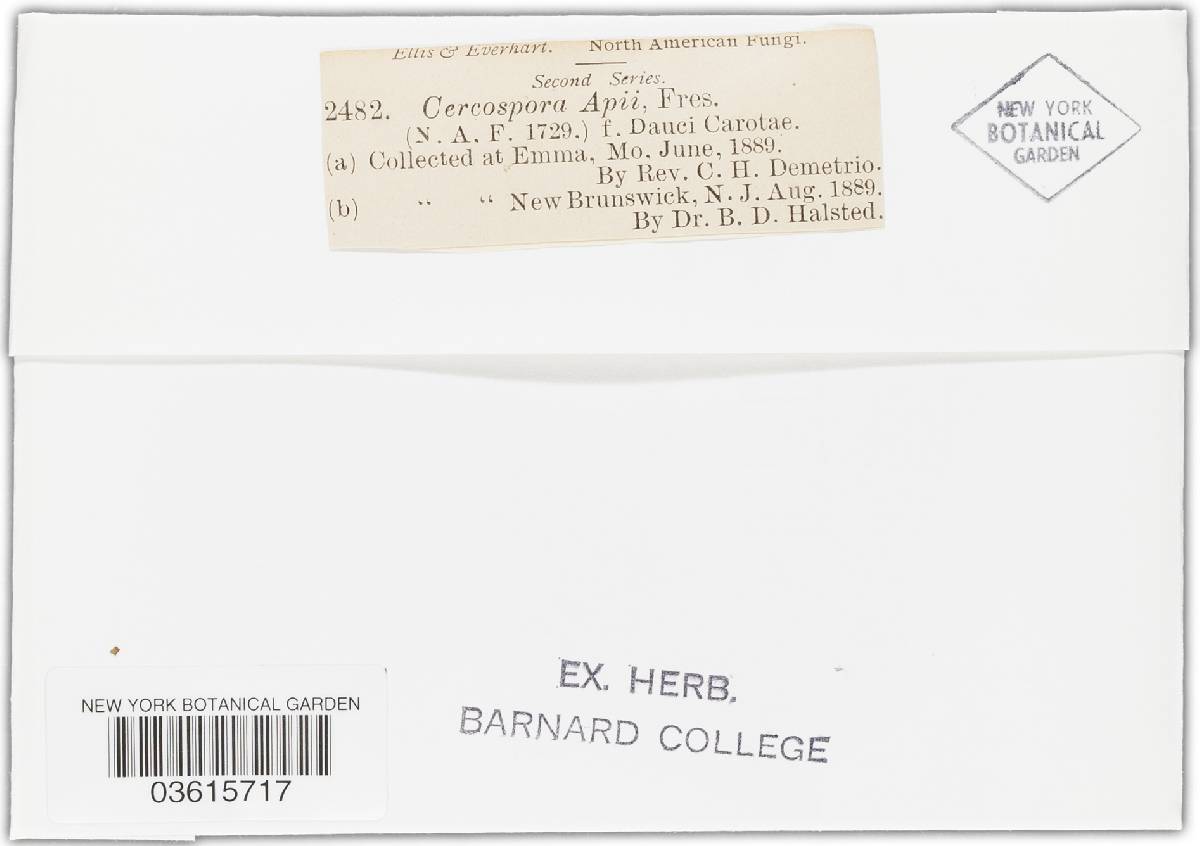 Ellis & Everhart. North American Fungi.
Second Series.
2482. Cercospora Apii, Fres.
(N. A. F. 1729.) f. Dauci Carotae.
(a) Collected at Emma, Mo. June, 1889.
By Rev. C. H. Demetrio.
(b) “ “ New Brunswick, N. J. Aug. 1889.
By Dr. B. D. Halsted.
NEW YORK
BOTANICAL
GARDEN
EX. HERB.
BARNARD COLLEGE
NEW YORK BOTANICAL GARDEN
03615717